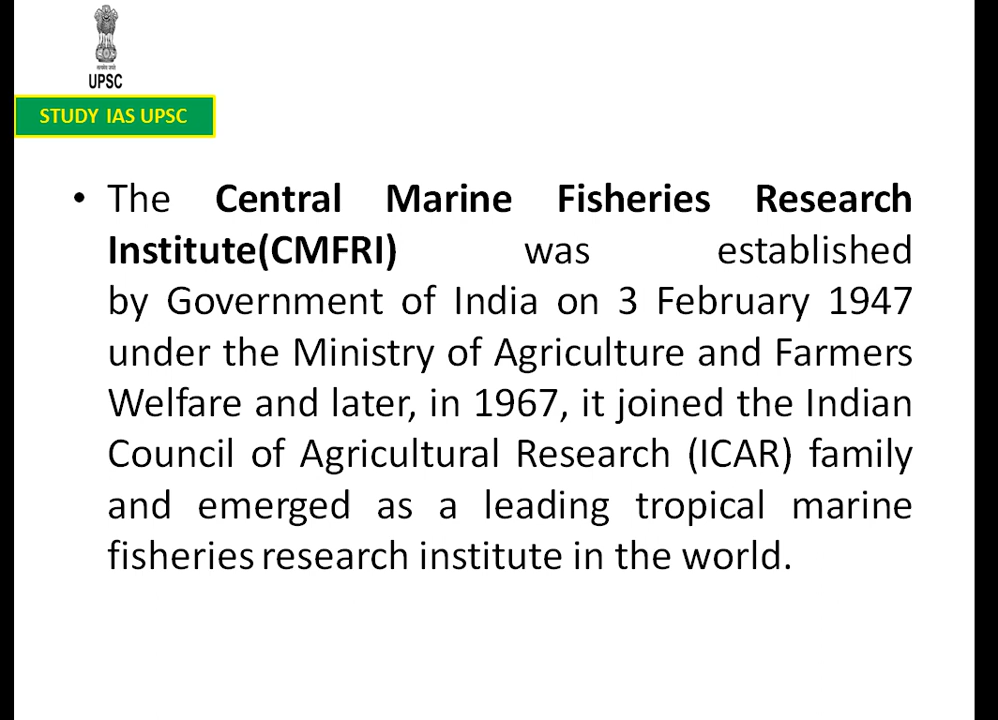 UPSC
STUDY IAS UPSC
• The Central Marine Fisheries Research
Institute(CMFRI) was established
by Government of India on 3 February 1947
under the Ministry of Agriculture and Farmers
Welfare and later, in 1967, it joined the Indian
Council of Agricultural Research (ICAR) family
and emerged as a leading tropical marine
fisheries research institute in the world.